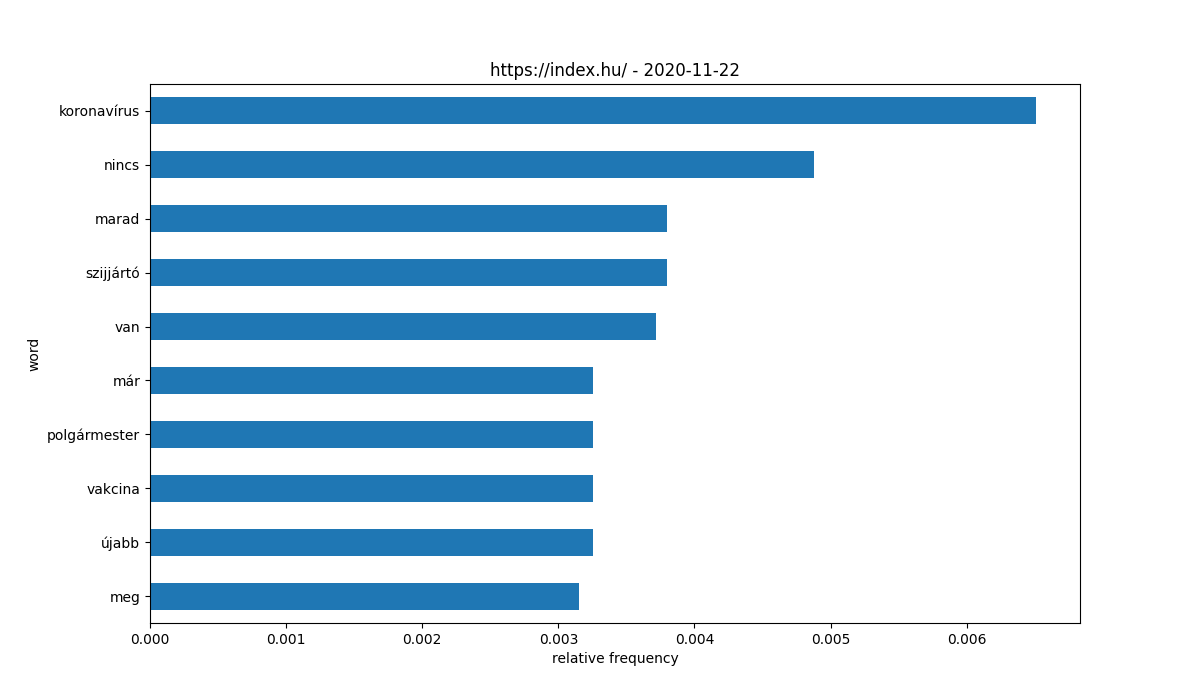 https://index.hu/ - 2020-11-22
koronavírus
nincs
marad
szijjártó
van
már
polgármester
vakcina
újabb
meg
word
0.000 0.001 0.002 0.003 0.004 0.005 0.006
relative frequency